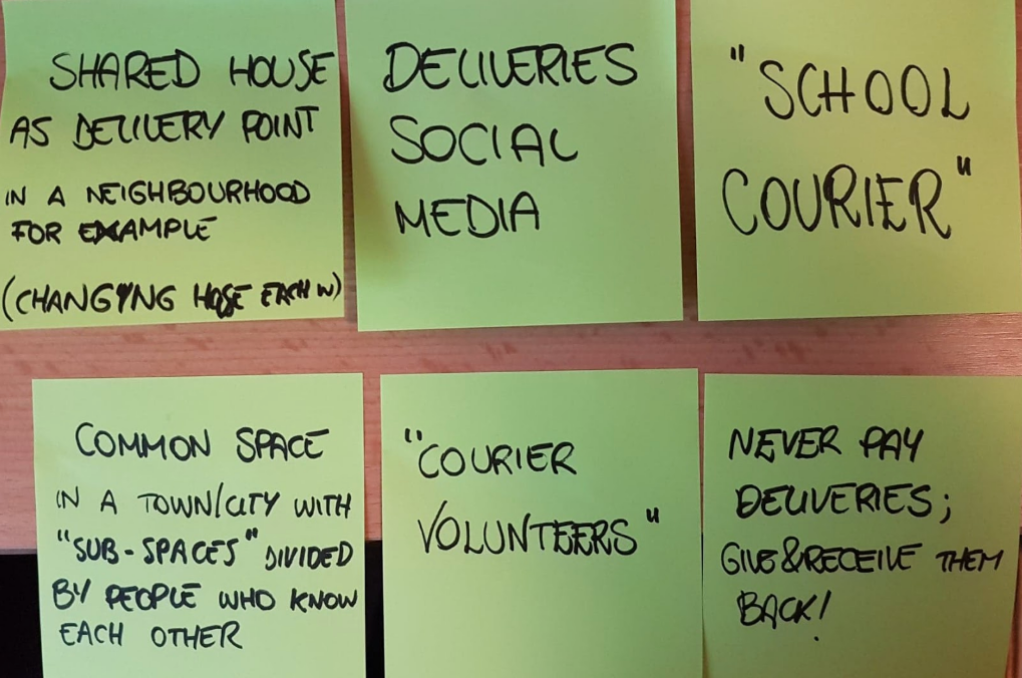 SHARED HOUSE
AS DELIVERY POINT
IN A NEIGHBOURHOOD
FOR EXAMPLE
(CHANGYNG HOSE EACH W)
DELIVERIES
SOCIAL
MEDIA
"SCHOOL
COURIER"
COMMON SPACE
IN A TOWN/CITY WITH
"SUB-SPACES" DIVIDED
BY PEOPLE WHO KNOW
EACH OTHER
"COURIER
VOLUNTEERS"
NEVER PAY
DELIVERIES;
GIVE&RECEIVE THEM
BACK!